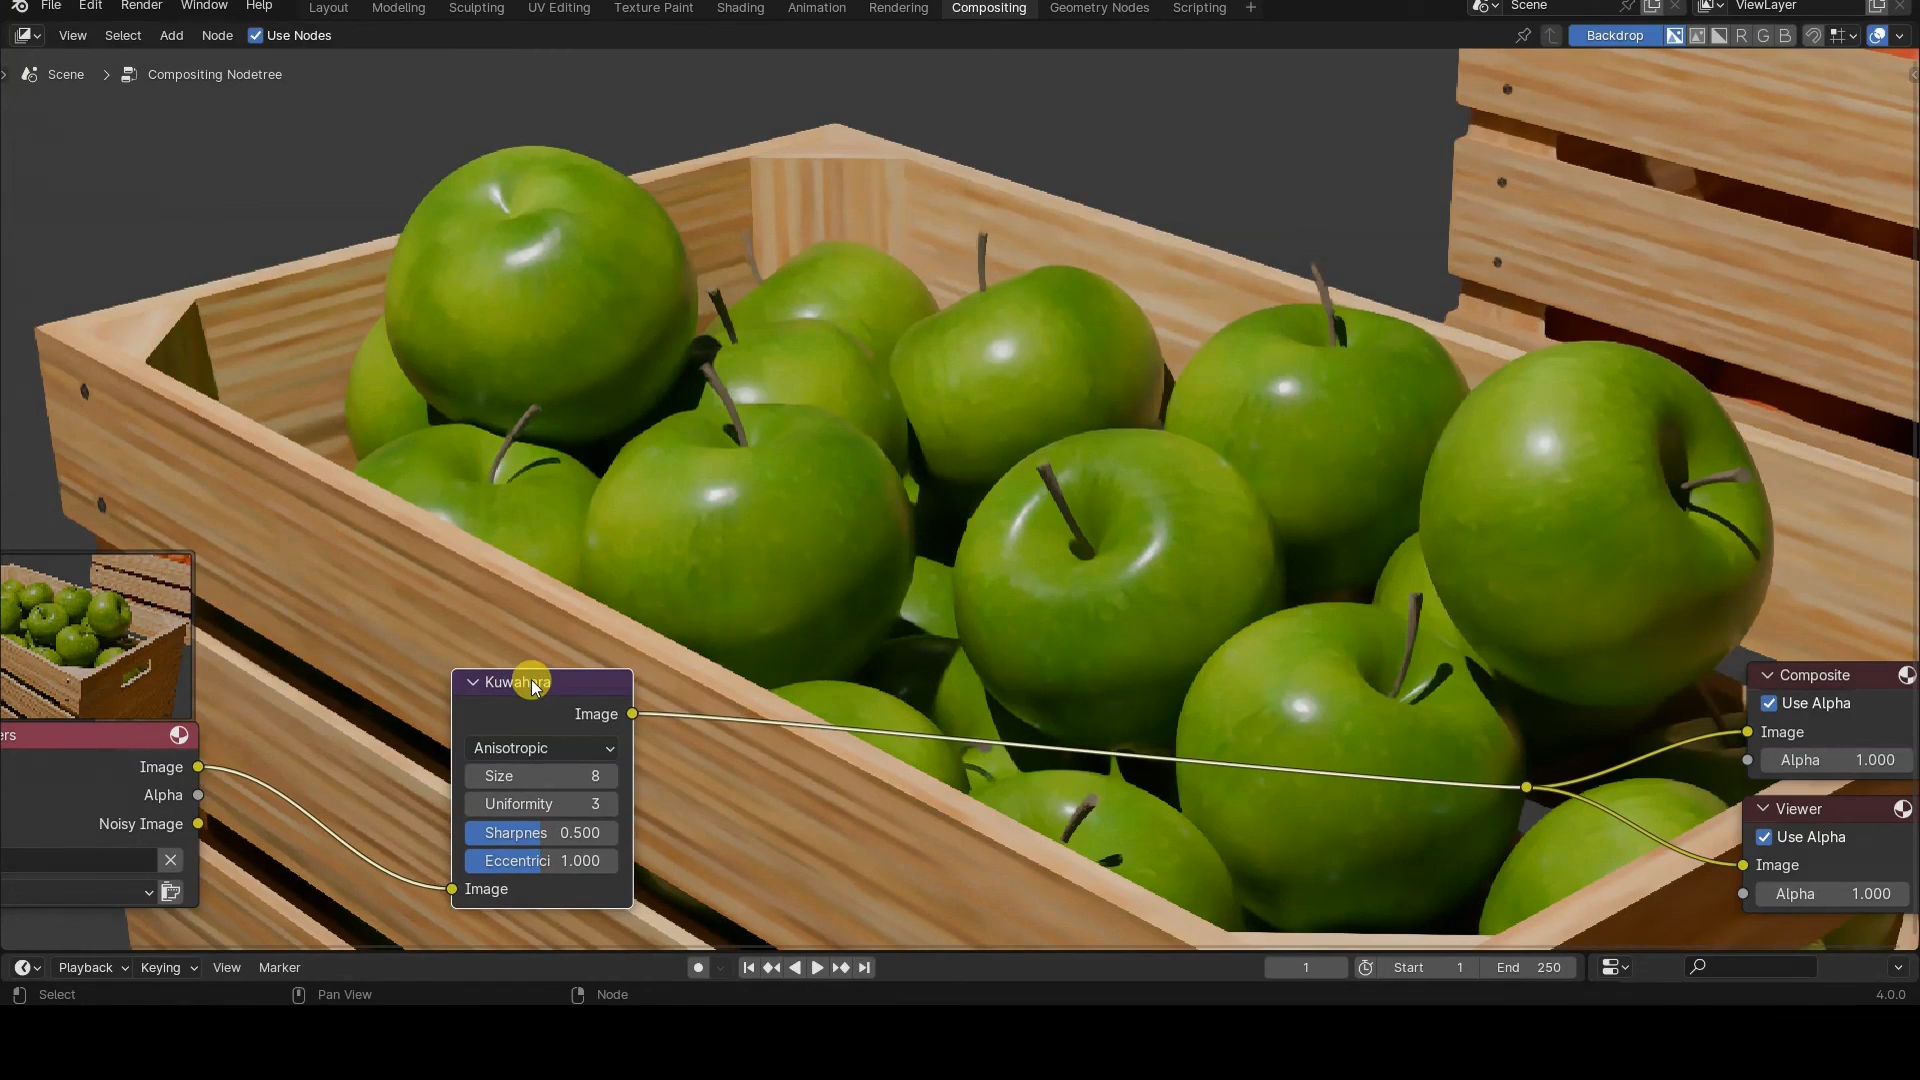 File Edit Render Window Help Layout Modeling Sculpting UV Editing Texture Paint Shading Animation Rendering Compositing Geometry Nodes Scripting + Scene ViewLayer
View Select Add Node Use Nodes Backdrop R G B
Scene > Compositing Nodetree
ers
Image
Alpha
Noisy Image
Kuwahara
Image
Anisotropic
Size 8
Uniformity 3
Sharpnes 0.500
Eccentrici 1.000
Image
Composite
Use Alpha
Image
Alpha 1.000
Viewer
Use Alpha
Image
Alpha 1.000
Playback Keying View Marker 1 Start 1 End 250
Select Pan View Node 4.0.0